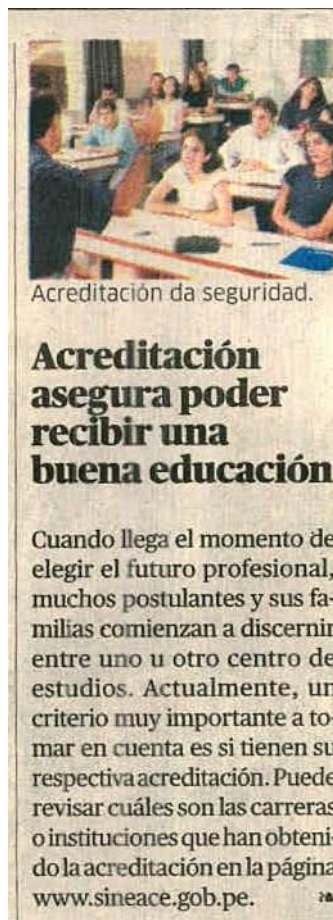 Acreditación da seguridad.
Acreditación
asegura poder
recibir una
buena educación
Cuando llega el momento de
elegir el futuro profesional,
muchos postulantes y sus fa-
milias comienzan a discernir
entre uno u otro centro de
estudios. Actualmente, un
criterio muy importante a to-
mar en cuenta es si tienen su
respectiva acreditación. Puede
revisar cuáles son las carreras
o instituciones que han obteni-
do la acreditación en la página
www.sineace.gob.pe.